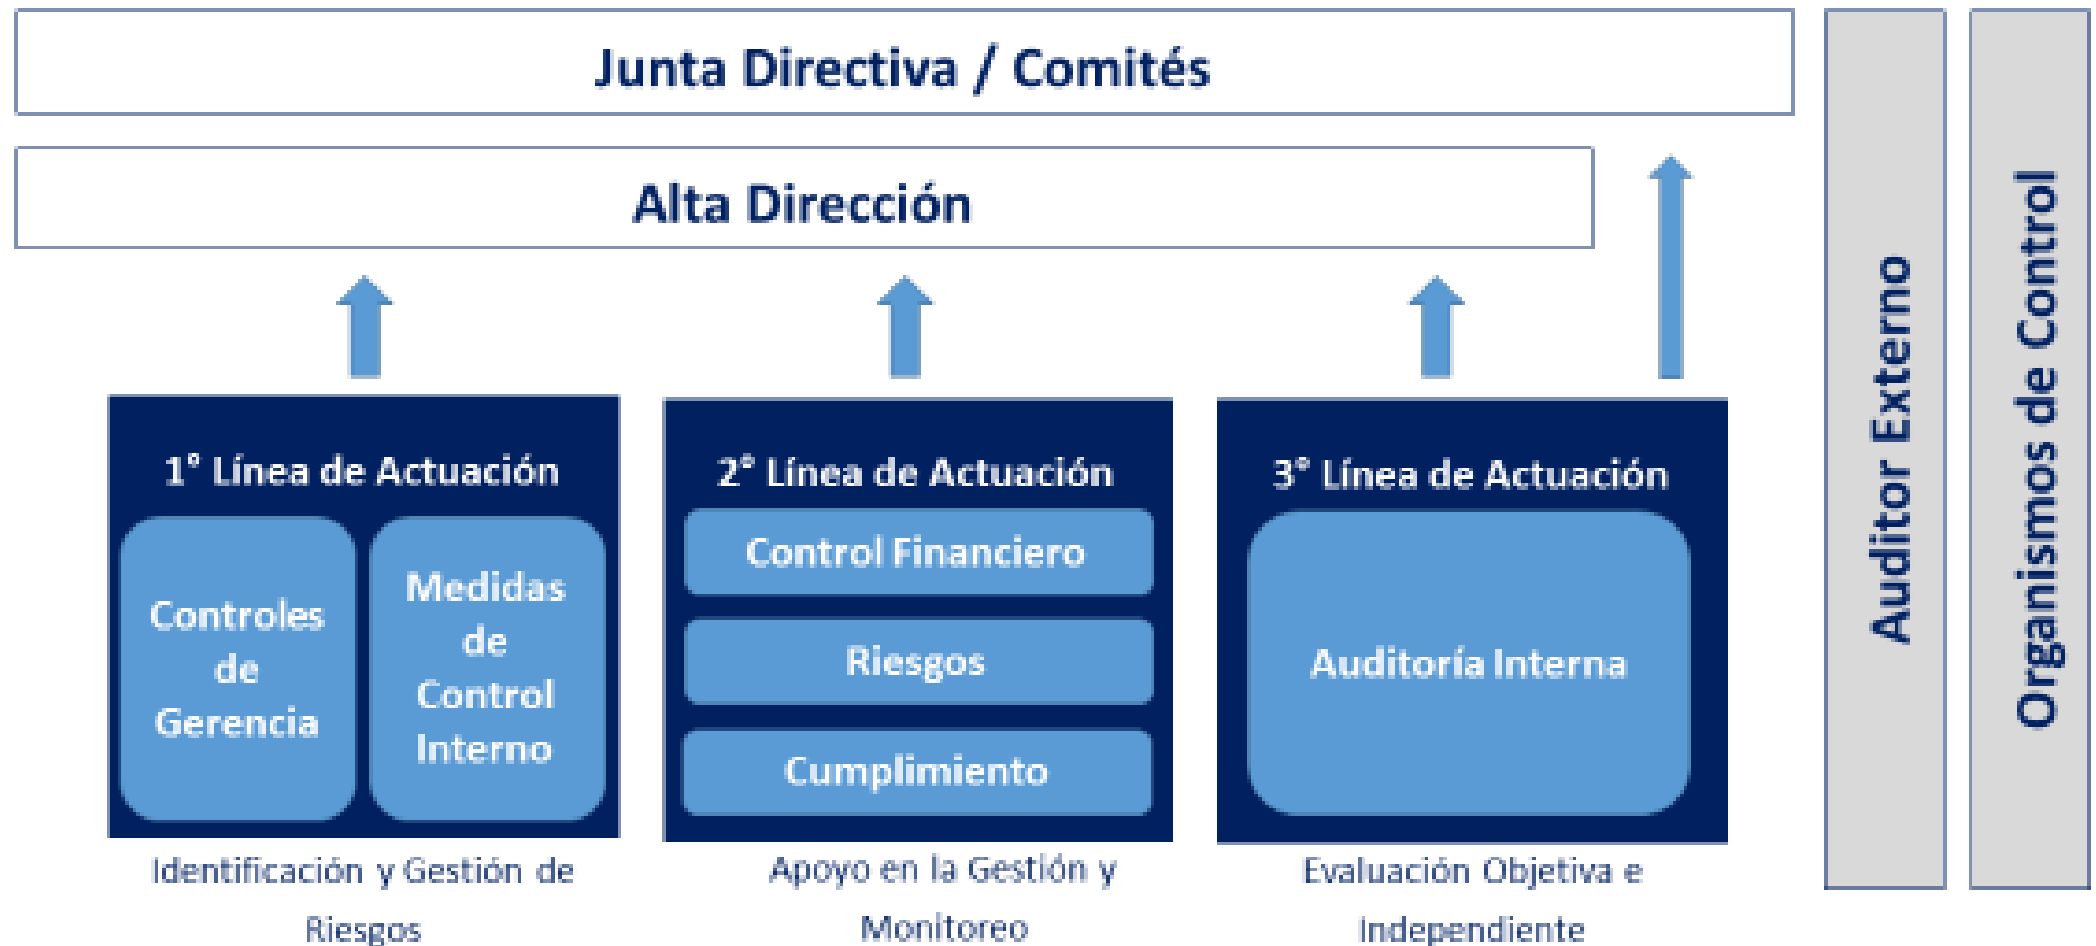 Junta Directiva / Comités
Alta Dirección
1° Línea de Actuación
Controles
de
Gerencia
Medidas
de
Control
Interno
Identificación y Gestión de
Riesgos
2° Línea de Actuación
Control Financiero
Riesgos
Cumplimiento
Apoyo en la Gestión y
Monitoreo
3° Línea de Actuación
Auditoría Interna
Evaluación Objetiva e
Independiente
Auditor Externo
Organismos de Control